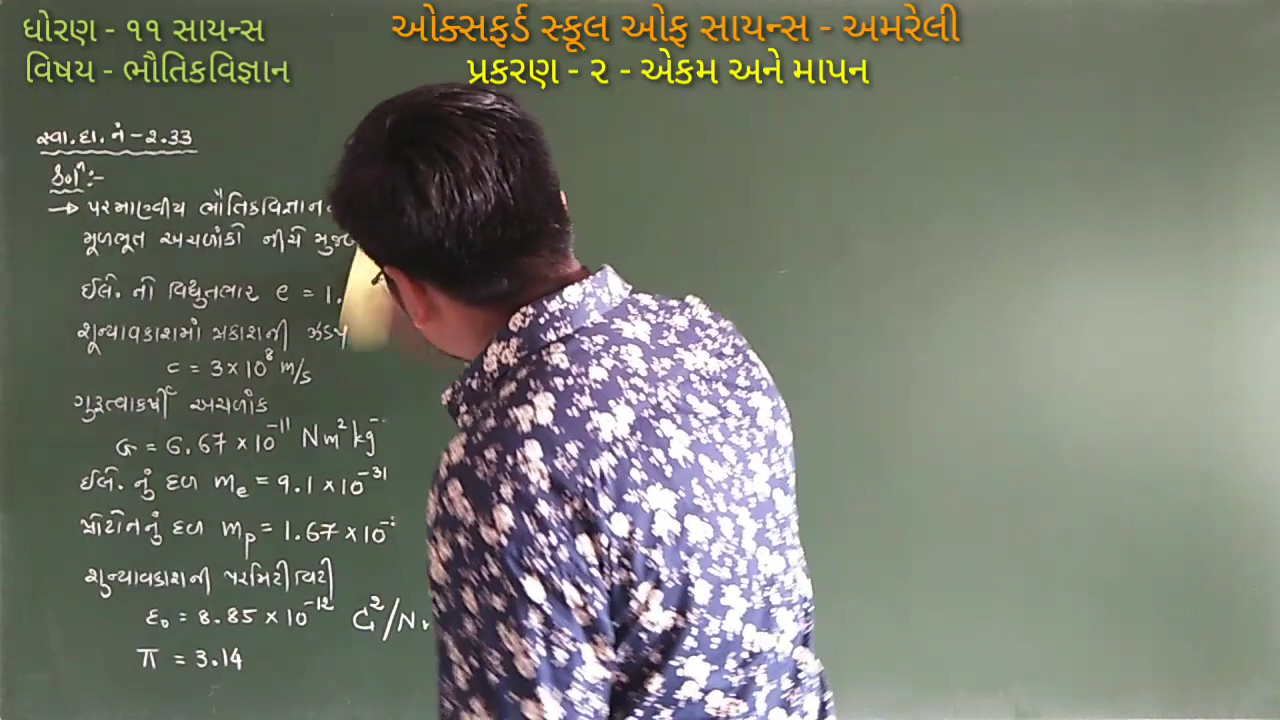 ધોરણ - ૧૧ સાયન્સ
વિષય - ભૌતિકવિજ્ઞાન
ઓક્સફર્ડ સ્કૂલ ઓફ સાયન્સ - અમરેલી
પ્રકરણ - ૨ - એકમ અને માપન
સ્વા.દા.નં - 2.33
→ પરમાણ્વીય ભૌતિકવિજ્ઞાન
મૂળભૂત અચળાંકો નીચે
ઈલે. નો વિદ્યુતભાર e = 1.
શૂન્યાવકાશમાં પ્રકાશની ઝડપ
c = 3 × 10⁸ m/s
ગુરુત્વાકર્ષી અચળાંક
G = 6.67 × 10⁻¹¹ Nm² kg
ઈલે. નું દળ mₑ = 9.1 × 10⁻³¹
પ્રોટોનનું દળ mₚ = 1.67 × 10⁻
શુન્યાવકાશની પરમિટીવિટી
ε₀ = 8.85 × 10⁻¹² C²/N
π = 3.14